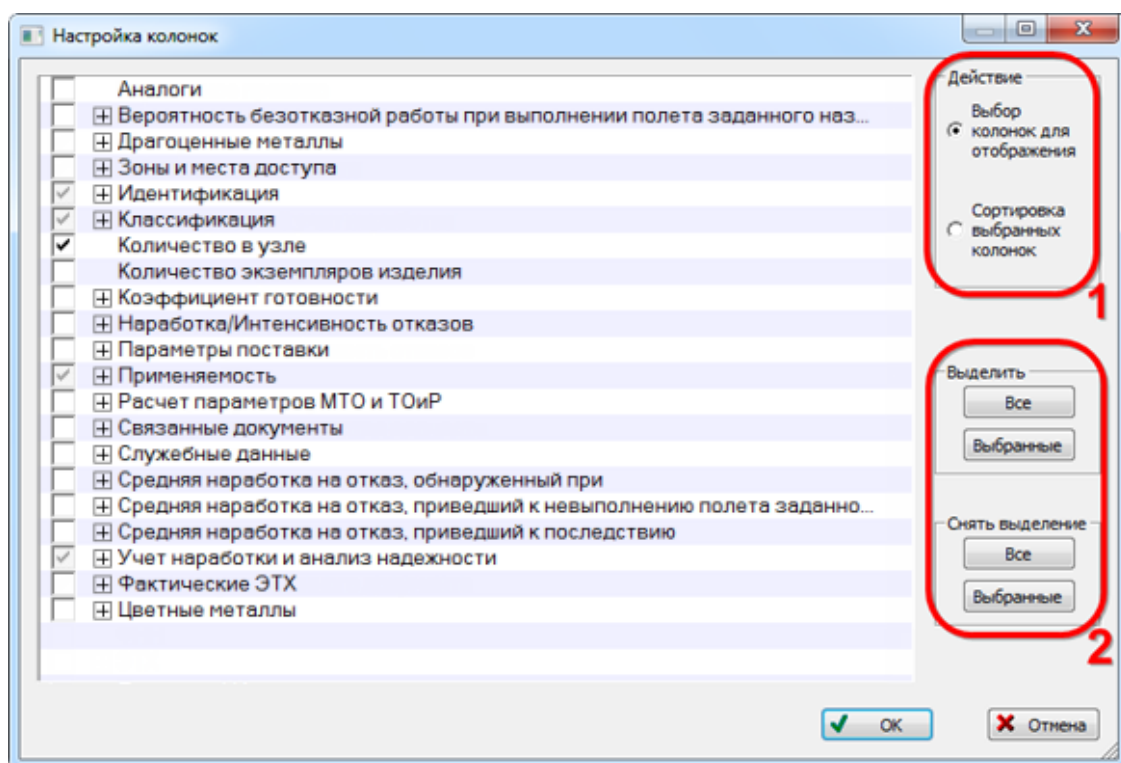 Настройка колонок
Аналоги
Вероятность безотказной работы при выполнении полета заданного наз...
Драгоценные металлы
Зоны и места доступа
Идентификация
Классификация
Количество в узле
Количество экземпляров изделия
Коэффициент готовности
Наработка/Интенсивность отказов
Параметры поставки
Применяемость
Расчет параметров МТО и ТОиР
Связанные документы
Служебные данные
Средняя наработка на отказ, обнаруженный при
Средняя наработка на отказ, приведший к невыполнению полета заданно...
Средняя наработка на отказ, приведший к последствию
Учет наработки и анализ надежности
Фактические ЭТХ
Цветные металлы
Действие
Выбор
колонок для
отображения
Сортировка
выбранных
колонок
1
Выделить
Все
Выбранные
Снять выделение
Все
Выбранные
2
ОК
Отмена